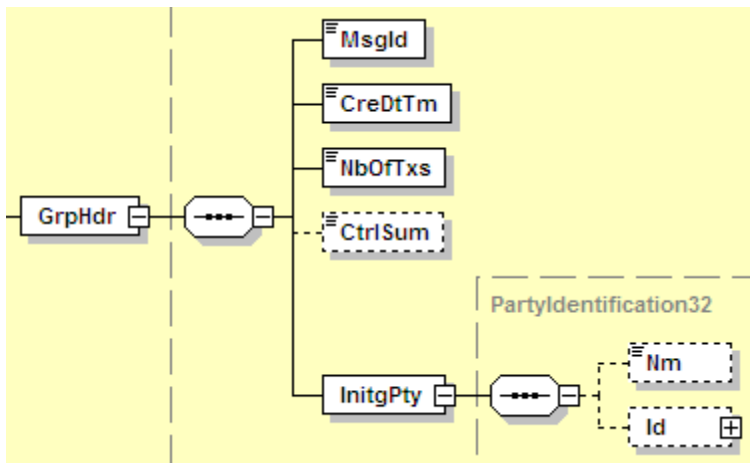 MsgId
CreDtTm
NbOfTxs
GrpHdr
CtrlSum
PartyIdentification32
Nm
InitgPty
Id